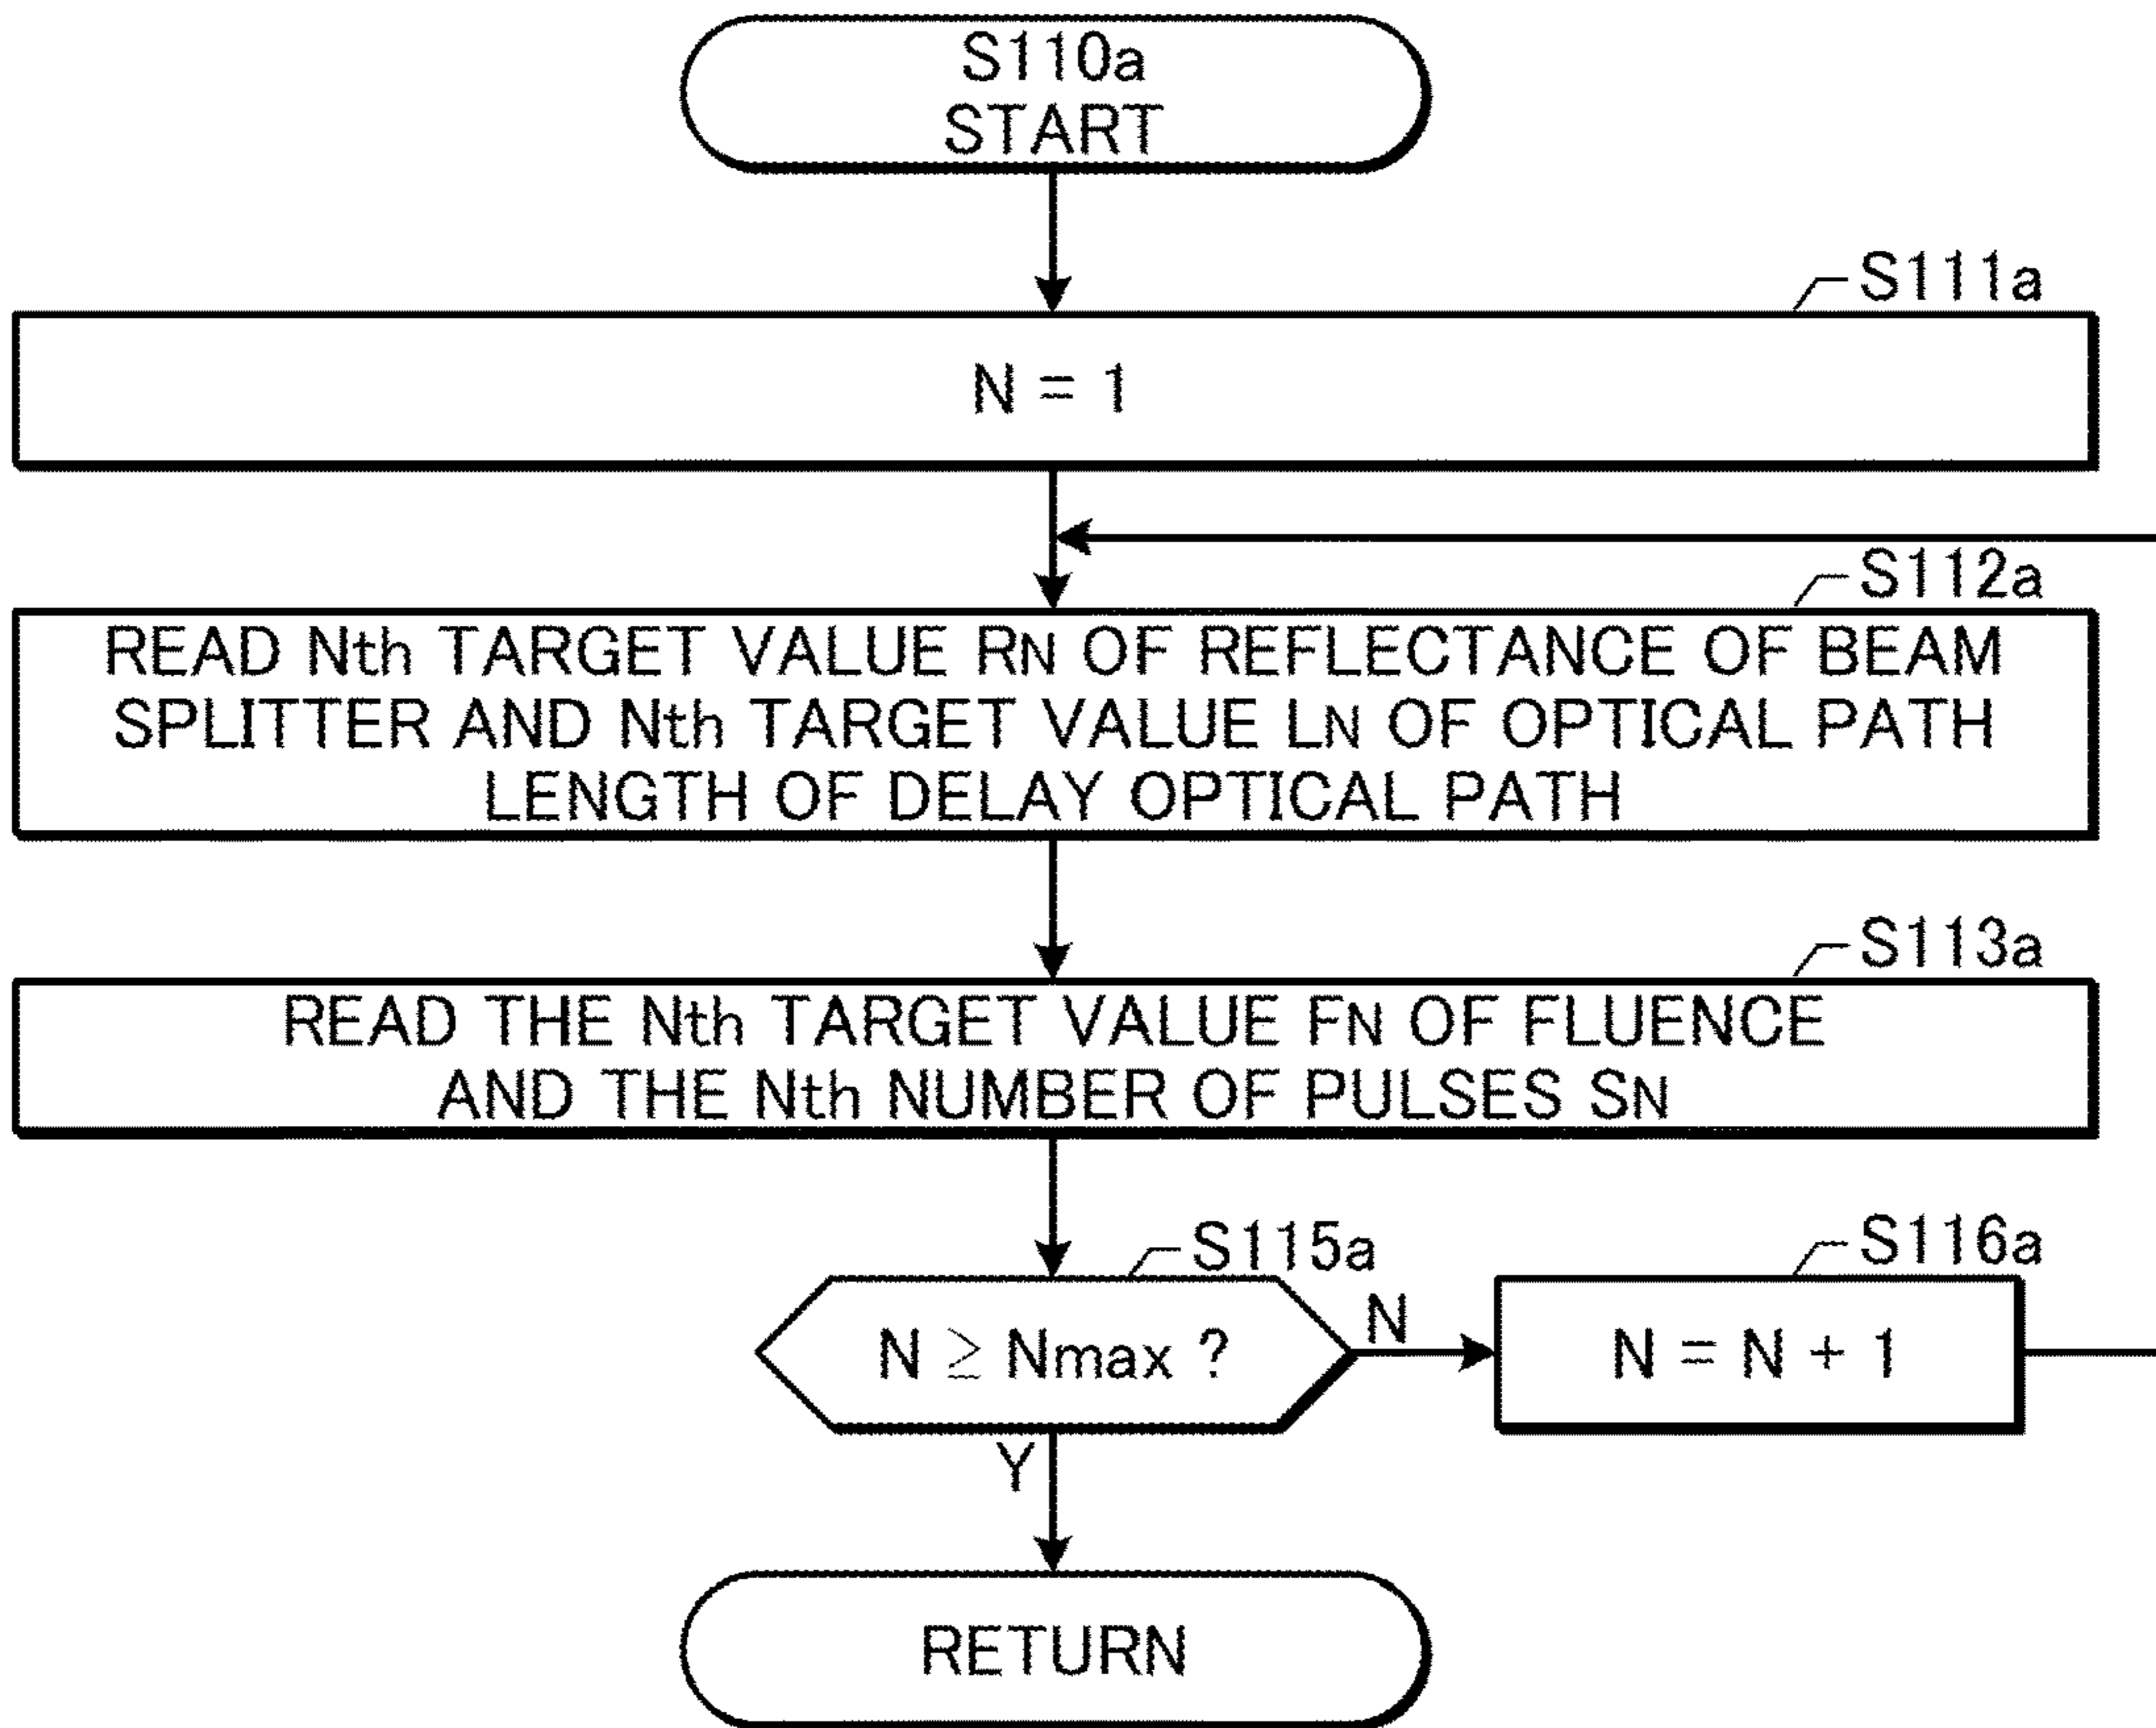 S110a
START
S111a
N = 1
S112a
READ Nth TARGET VALUE RN OF REFLECTANCE OF BEAM
SPLITTER AND Nth TARGET VALUE LN OF OPTICAL PATH
LENGTH OF DELAY OPTICAL PATH
S113a
READ THE Nth TARGET VALUE FN OF FLUENCE
AND THE Nth NUMBER OF PULSES SN
S115a
N ≥ Nmax ?
N
S116a
N = N + 1
Y
RETURN